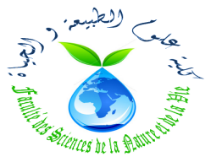 كلية علوم الطبيعة و الحياة
Faculté des Sciences de la Nature et de la Vie